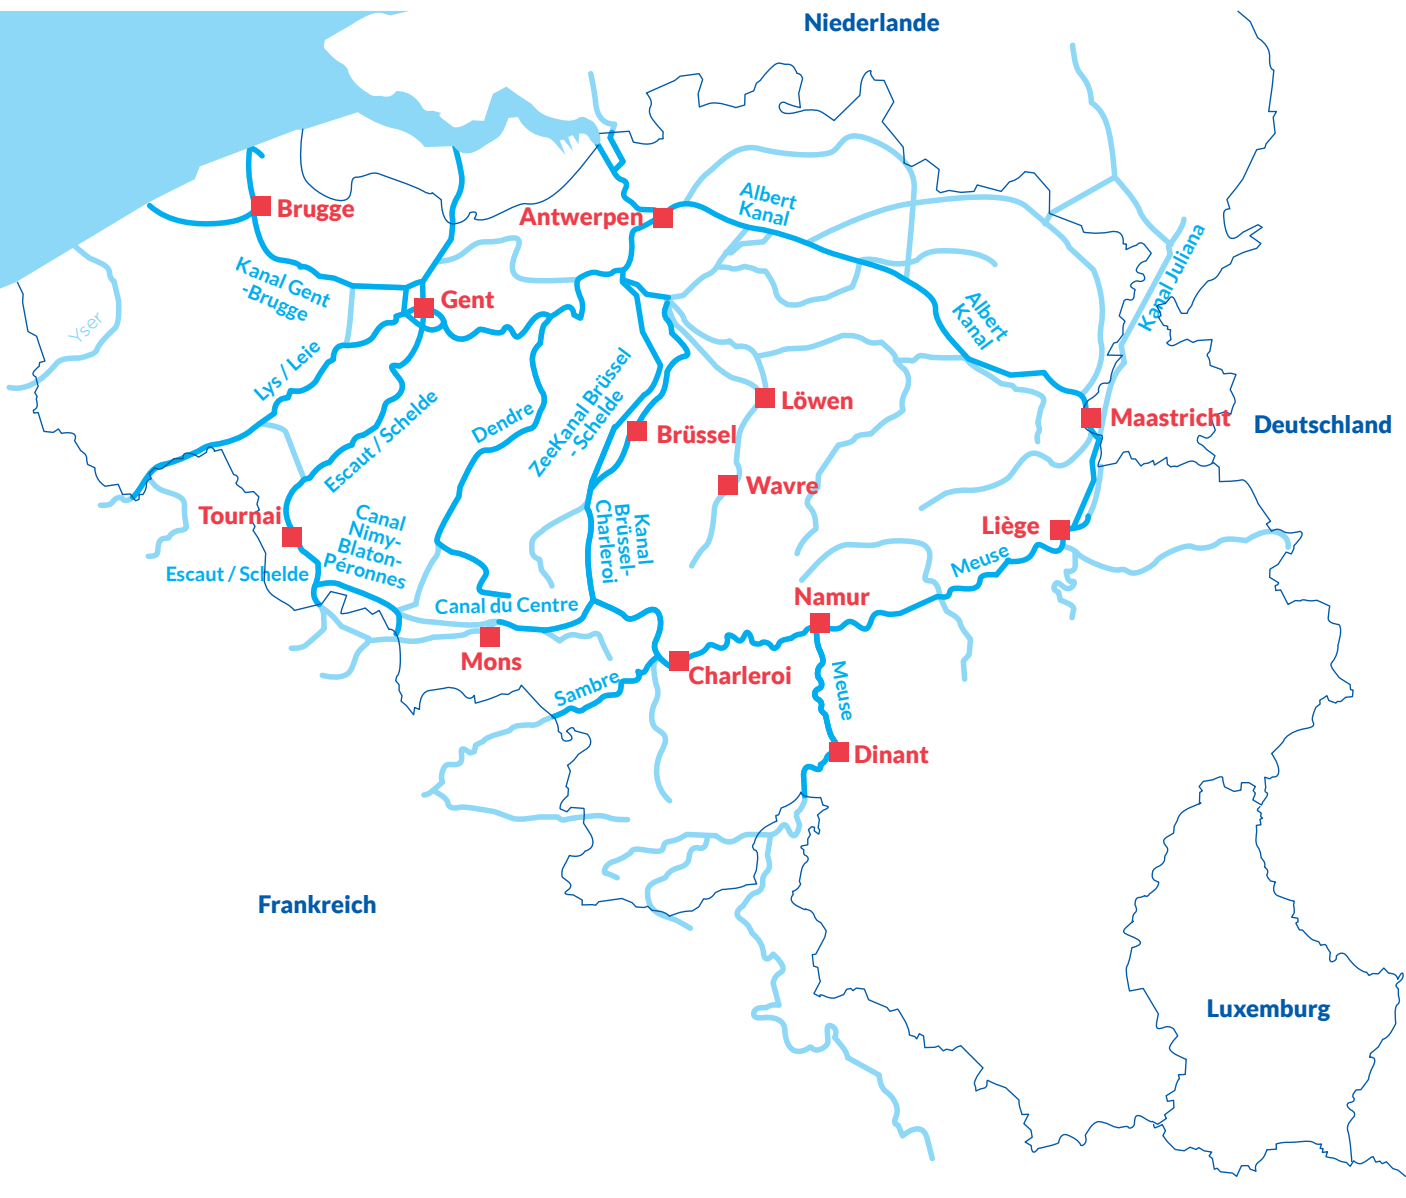 Niederlande
Albert
Kanal
Brugge
Antwerpen
Kanal Juliana
Kanal Gent
-Brugge
Gent
Yser
Albert
Kanal
Lys / Leie
ZeeKanal Brüssel
- Schelde
Escaut / Schelde
Dendre
Löwen
Maastricht
Deutschland
Brüssel
Wavre
Tournai
Canal
Nimy-
Blaton-
Péronnes
Kanal
Brüssel-
Charleroi
Liège
Meuse
Escaut / Schelde
Canal du Centre
Namur
Mons
Charleroi
Sambre
Meuse
Dinant
Frankreich
Luxemburg